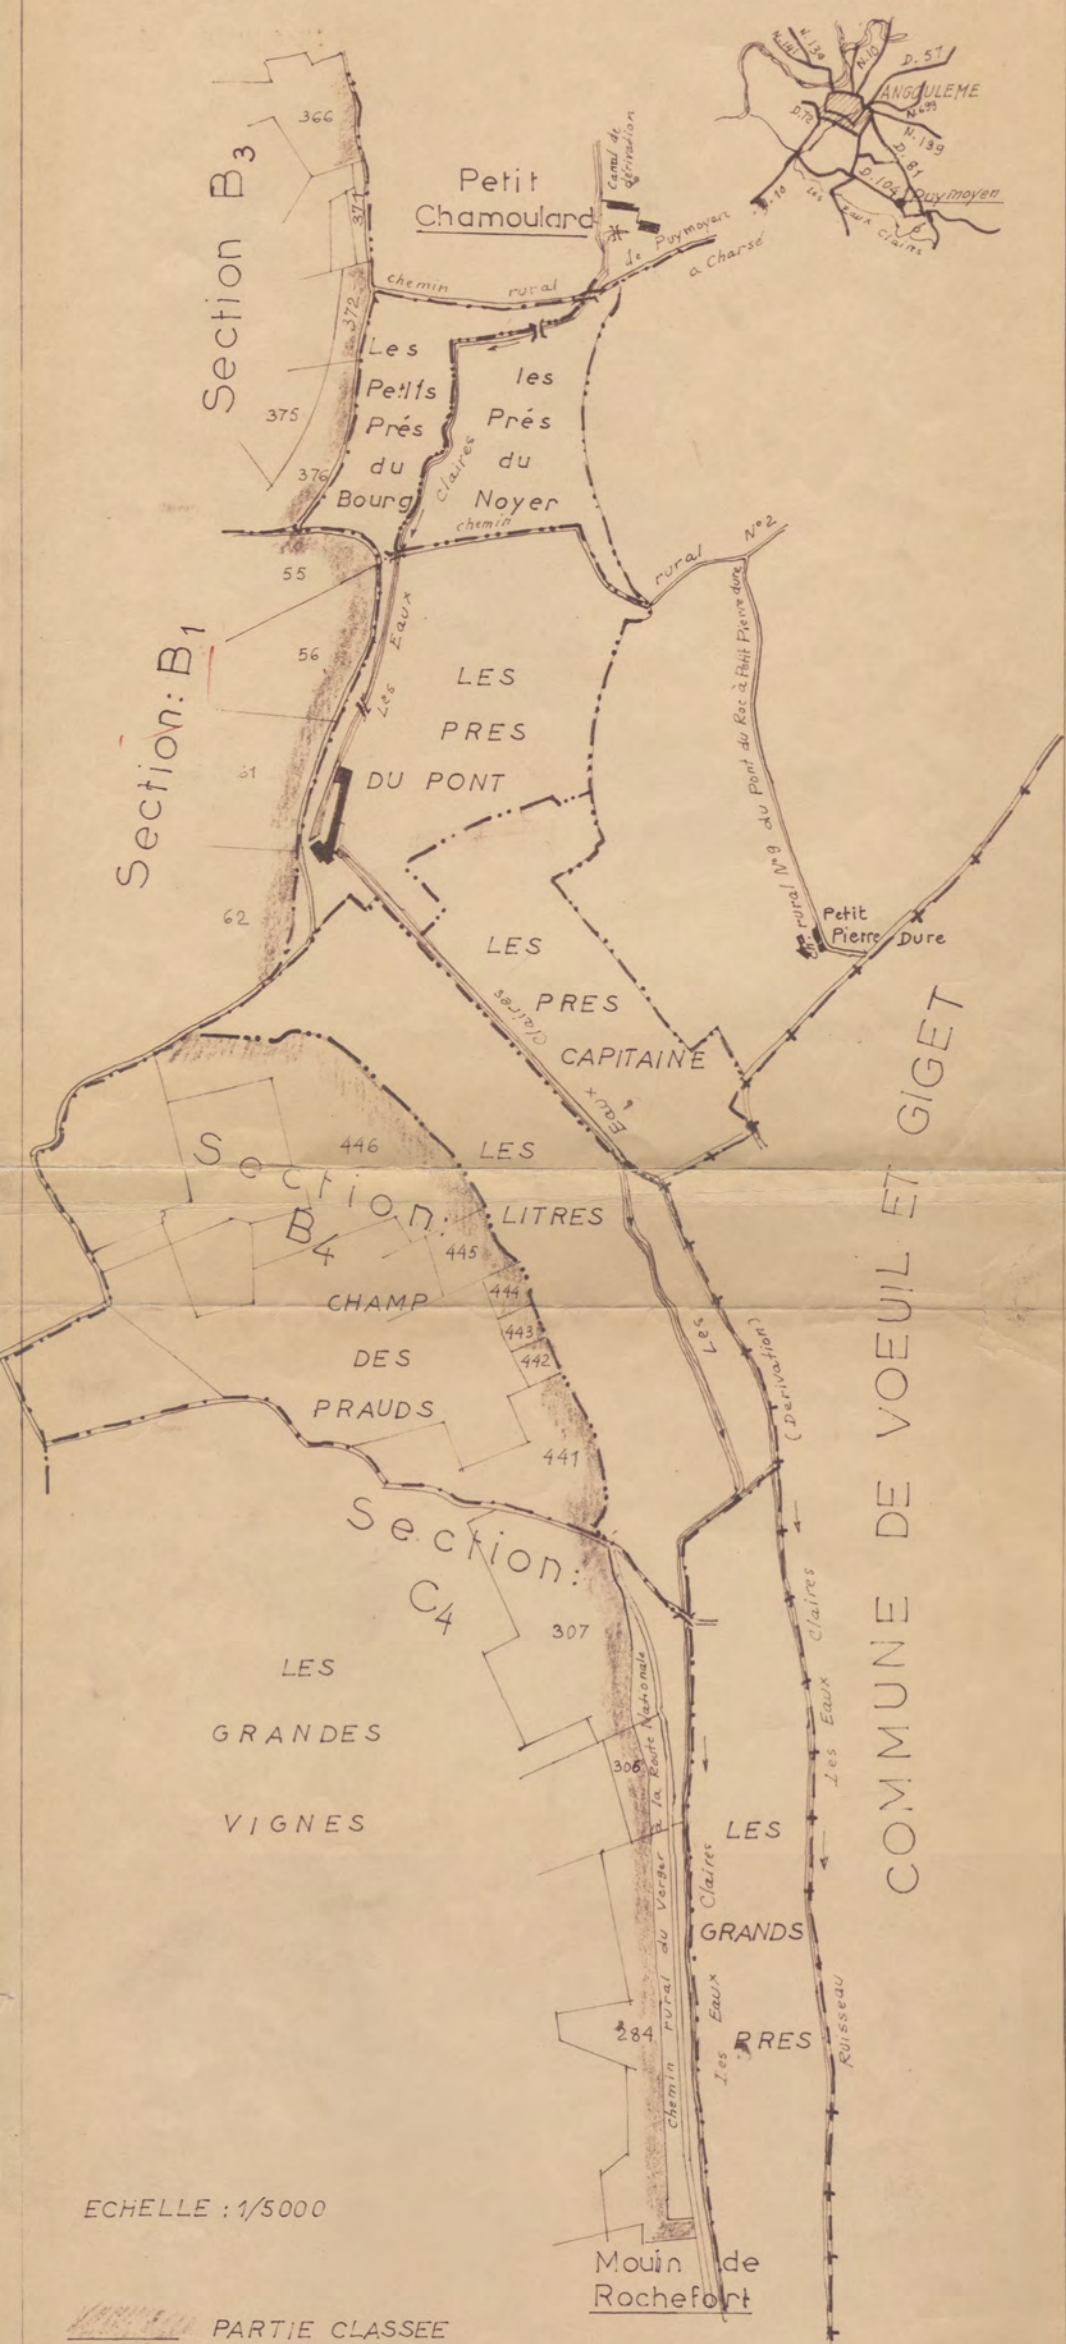 N.141
N.139
N.10
D.57
ANGOULEME
N.699
N.139
D.72
D.81
D.104
Puymoyen
N.10
Les
Eaux Claires
366
Section B3
371
Petit
Chamoulard
Canal de
dérivation
de Puymoyen
a Charsé
chemin rural
372
Les
Petits
Prés
du
Bourg
les
Prés
du
Noyer
375
376
Claires
chemin
rural
N°2
55
Section: B1
56
Eaux
Les
LES
PRES
DU PONT
61
62
ch. rural N°9 du Pont du Roc à Petit Pierre dure
Petit
Pierre Dure
LES
PRES
CAPITAINE
Claires
Eaux
446
Section:
B4
LES
LITRES
445
444
443
442
CHAMP
DES
PRAUDS
441
Les
(Derivation)
COMMUNE DE VOEUIL ET GIGET
Section:
C4
307
LES
GRANDES
VIGNES
306
Chemin rural du Verger à la Route Nationale
Les Eaux Claires
Ruisseau
Les Eaux Claires
LES
GRANDS
PRES
284
ECHELLE : 1/5000
Mouin de
Rochefort
PARTIE CLASSEE